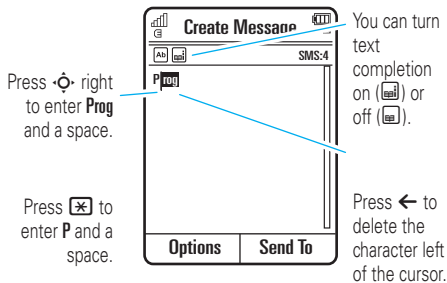 Create Message
Ab
SMS:4
Prog
Options
Send To
Press right
to enter Prog
and a space.
Press * to
enter P and a
space.
You can turn
text
completion
on ( ) or
off ( ).
Press ← to
delete the
character left
of the cursor.